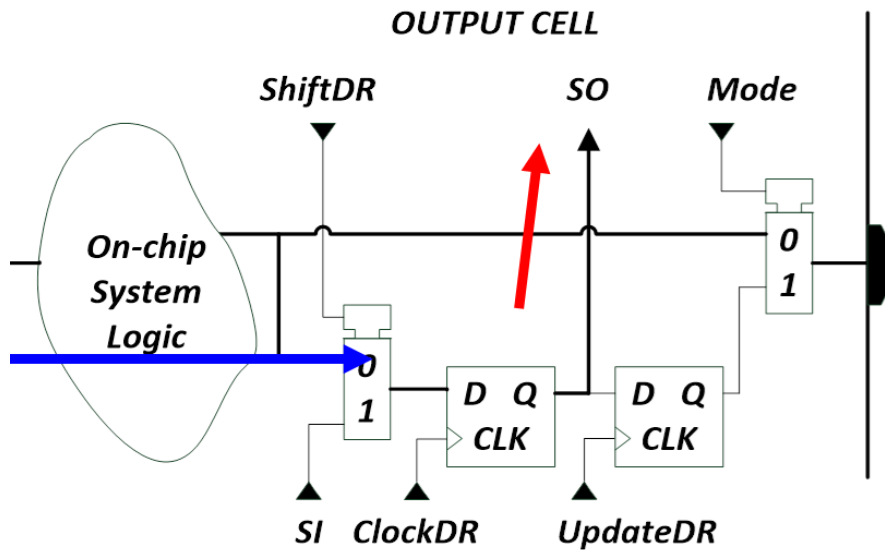 OUTPUT CELL
ShiftDR
SO
Mode
On-chip
System
Logic
0
1
0
1
D Q
CLK
D Q
CLK
SI
ClockDR
UpdateDR